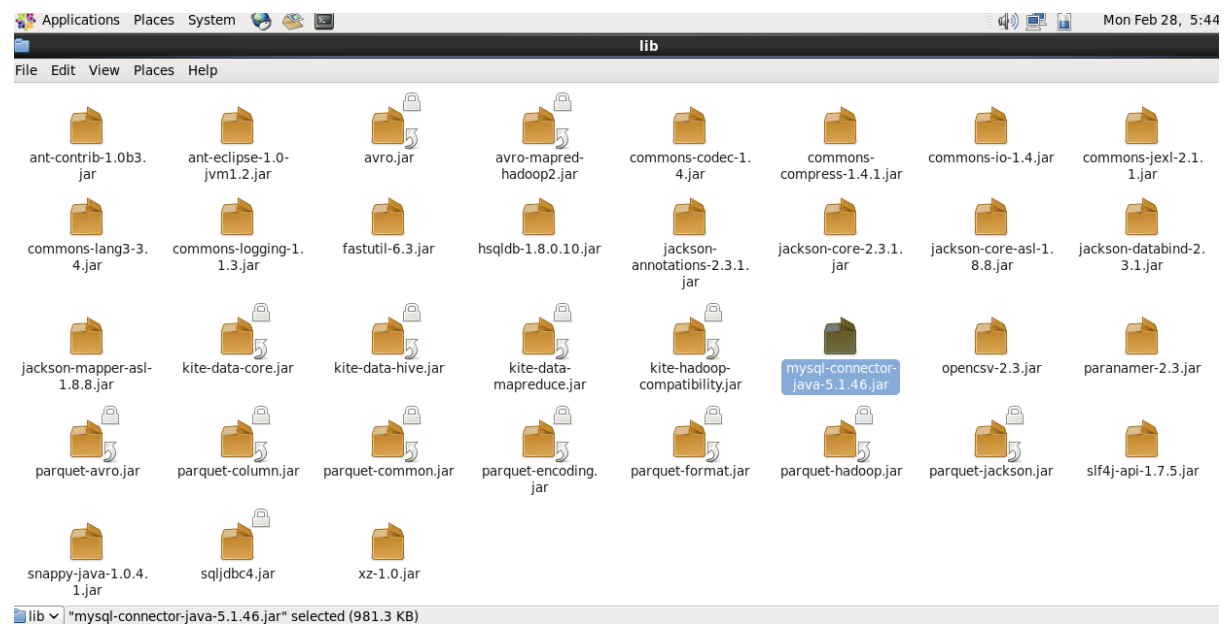 Applications Places System Mon Feb 28, 5:44
lib
File Edit View Places Help
ant-contrib-1.0b3.
jar
ant-eclipse-1.0-
jvm1.2.jar
avro.jar
avro-mapred-
hadoop2.jar
commons-codec-1.
4.jar
commons-
compress-1.4.1.jar
commons-io-1.4.jar
commons-jexl-2.1.
1.jar
commons-lang3-3.
4.jar
commons-logging-1.
1.3.jar
fastutil-6.3.jar
hsqldb-1.8.0.10.jar
jackson-
annotations-2.3.1.
jar
jackson-core-2.3.1.
jar
jackson-core-asl-1.
8.8.jar
jackson-databind-2.
3.1.jar
jackson-mapper-asl-
1.8.8.jar
kite-data-core.jar
kite-data-hive.jar
kite-data-
mapreduce.jar
kite-hadoop-
compatibility.jar
mysql-connector-
java-5.1.46.jar
opencsv-2.3.jar
paranamer-2.3.jar
parquet-avro.jar
parquet-column.jar
parquet-common.jar
parquet-encoding.
jar
parquet-format.jar
parquet-hadoop.jar
parquet-jackson.jar
slf4j-api-1.7.5.jar
snappy-java-1.0.4.
1.jar
sqljdbc4.jar
xz-1.0.jar
lib "mysql-connector-java-5.1.46.jar" selected (981.3 KB)